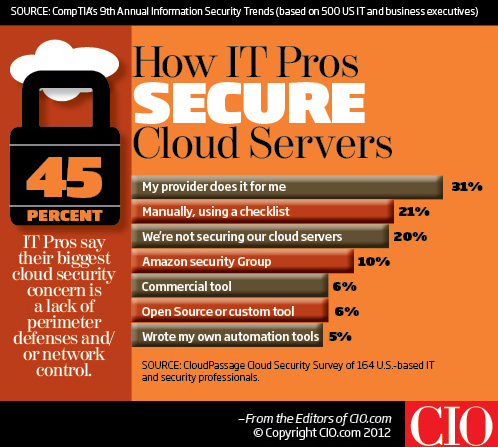 SOURCE: CompTIA's 9th Annual Information Security Trends (based on 500 US IT and business executives)
45
PERCENT
IT Pros say
their biggest
cloud security
concern is
a lack of
perimeter
defenses and/
or network
control.
How IT Pros
SECURE
Cloud Servers
My provider does it for me 31%
Manually, using a checklist 21%
We're not securing our cloud servers 20%
Amazon security Group 10%
Commercial tool 6%
Open Source or custom tool 6%
Wrote my own automation tools 5%
SOURCE: CloudPassage Cloud Security Survey of 164 U.S.-based IT
and security professionals.
–From the Editors of CIO.com
© Copyright CIO.com 2012
CIO